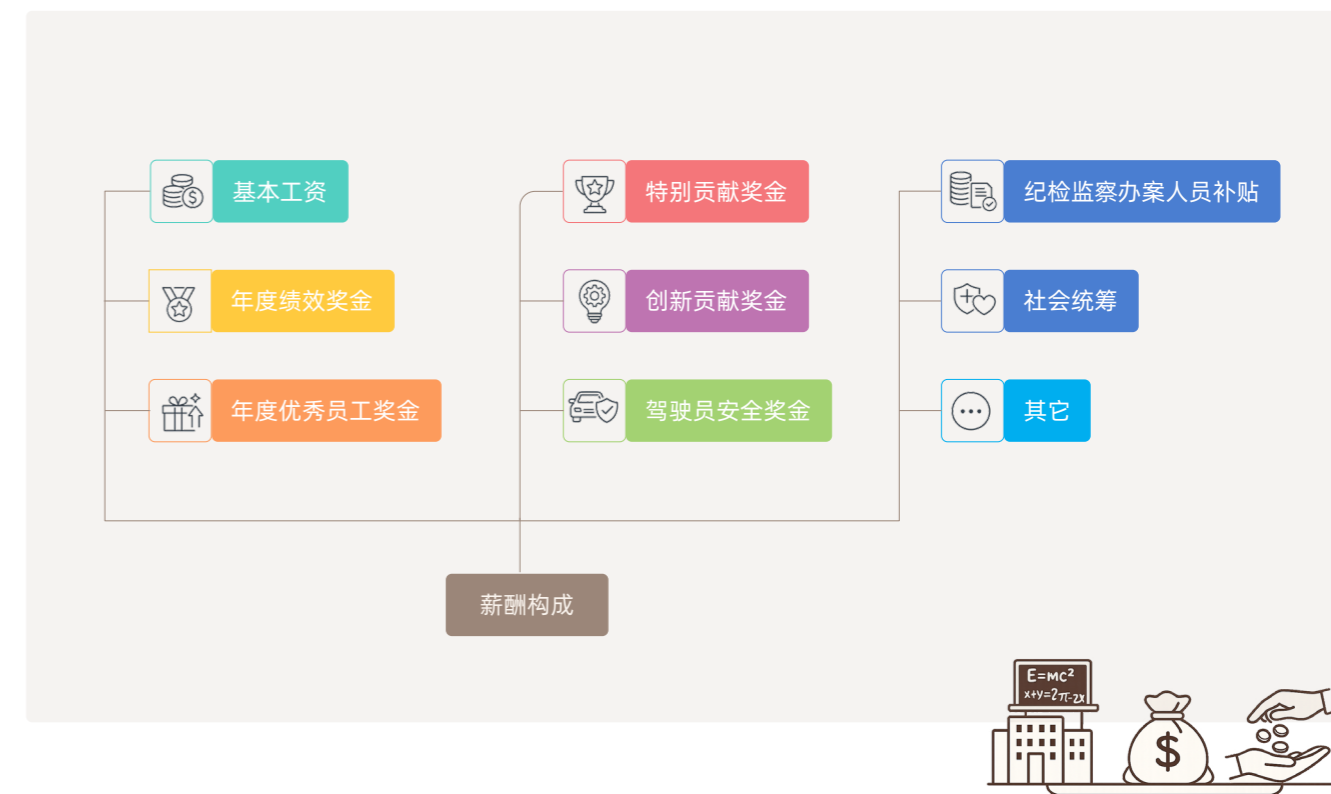 基本工资
年度绩效奖金
年度优秀员工奖金
特别贡献奖金
创新贡献奖金
驾驶员安全奖金
纪检监察办案人员补贴
社会统筹
其它
薪酬构成
E=mc²
x+y=2π-2x
$